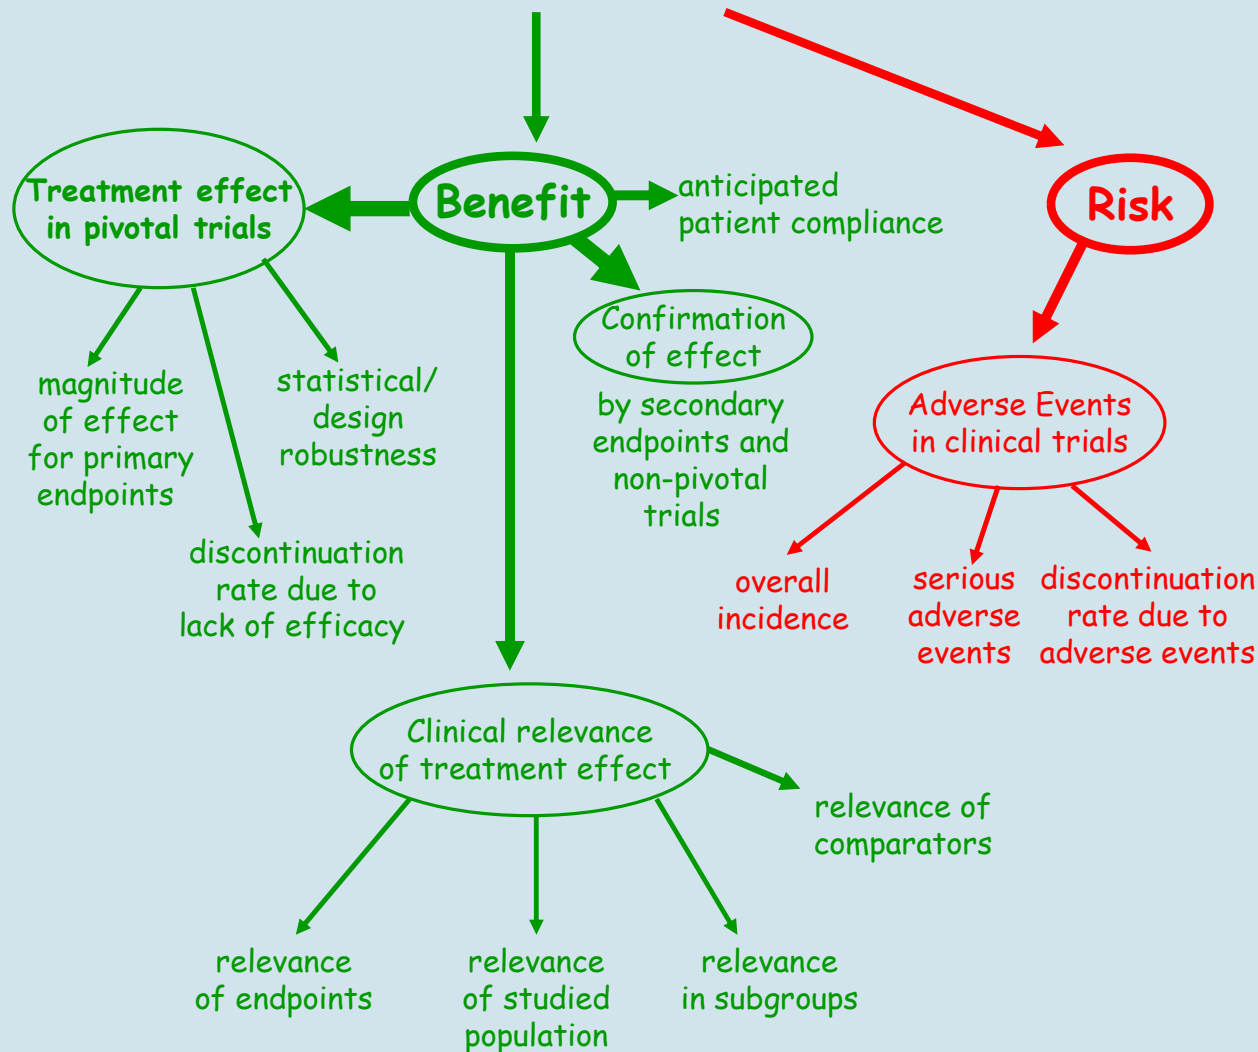 Treatment effect
in pivotal trials
Benefit
anticipated
patient compliance
Risk
Confirmation
of effect
by secondary
endpoints and
non-pivotal
trials
magnitude
of effect
for primary
endpoints
statistical/
design
robustness
discontinuation
rate due to
lack of efficacy
Adverse Events
in clinical trials
overall
incidence
serious
adverse
events
discontinuation
rate due to
adverse events
Clinical relevance
of treatment effect
relevance of
comparators
relevance
of endpoints
relevance
of studied
population
relevance
in subgroups